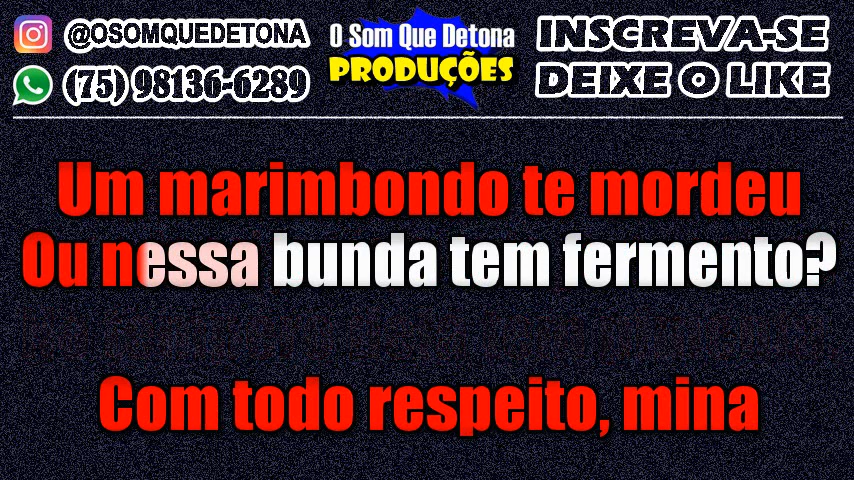 @OSOMQUEDETONA
(75) 98136-6289
O Som Que Detona
PRODUÇÕES
INSCREVA-SE
DEIXE O LIKE
Um marimbondo te mordeu
Ou nessa bunda tem fermento?
Com todo respeito, mina